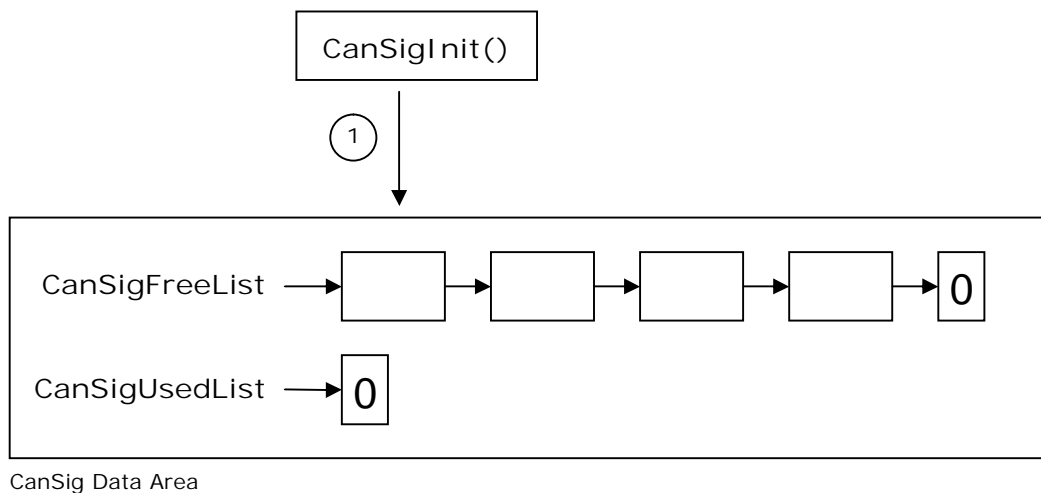 CanSigInit()
1
CanSigFreeList
0
CanSigUsedList
0
CanSig Data Area